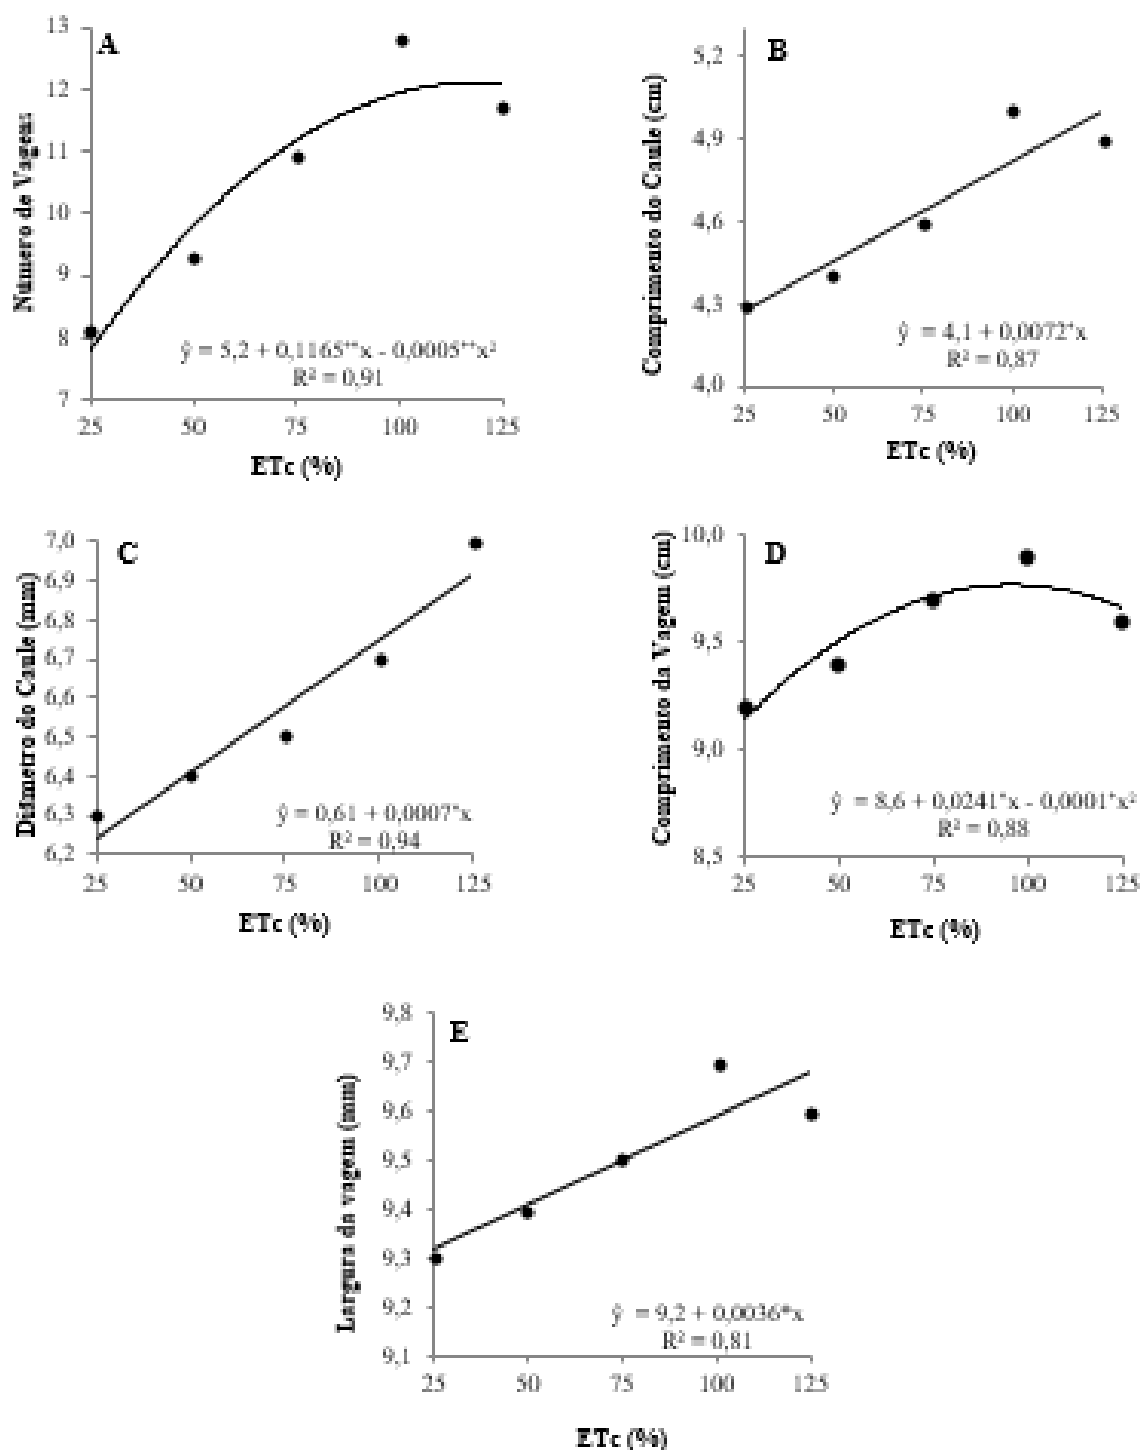 A
Número de Vagens
13
12
11
10
9
8
7
ŷ = 5,2 + 0,1165**x - 0,0005**x²
R² = 0,91
25 50 75 100 125
ETc (%)
B
Comprimento do Caule (cm)
5,2
4,9
4,6
4,3
4,0
ŷ = 4,1 + 0,0072*x
R² = 0,87
25 50 75 100 125
ETc (%)
C
Diâmetro do Caule (mm)
7,0
6,9
6,8
6,7
6,6
6,5
6,4
6,3
6,2
ŷ = 0,61 + 0,0007*x
R² = 0,94
25 50 75 100 125
ETc (%)
D
Comprimento da Vagem (cm)
10,0
9,5
9,0
8,5
ŷ = 8,6 + 0,0241*x - 0,0001*x²
R² = 0,88
25 50 75 100 125
ETc (%)
E
Largura da vagem (mm)
9,8
9,7
9,6
9,5
9,4
9,3
9,2
9,1
ŷ = 9,2 + 0,0036*x
R² = 0,81
25 50 75 100 125
ETc (%)